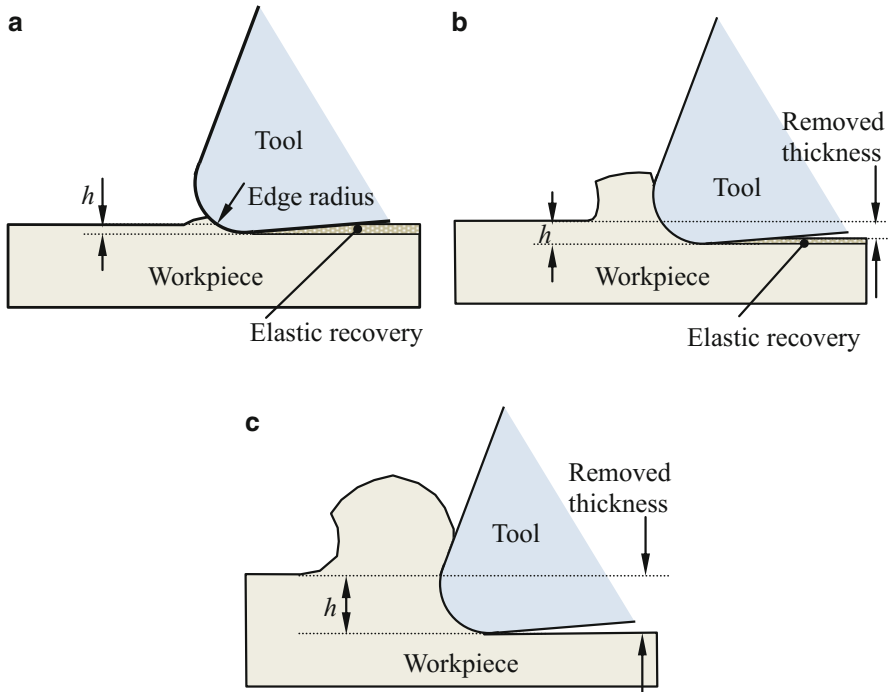 a
Tool
h
Edge radius
Workpiece
Elastic recovery
b
Removed
thickness
Tool
h
Workpiece
Elastic recovery
c
Removed
thickness
Tool
h
Workpiece